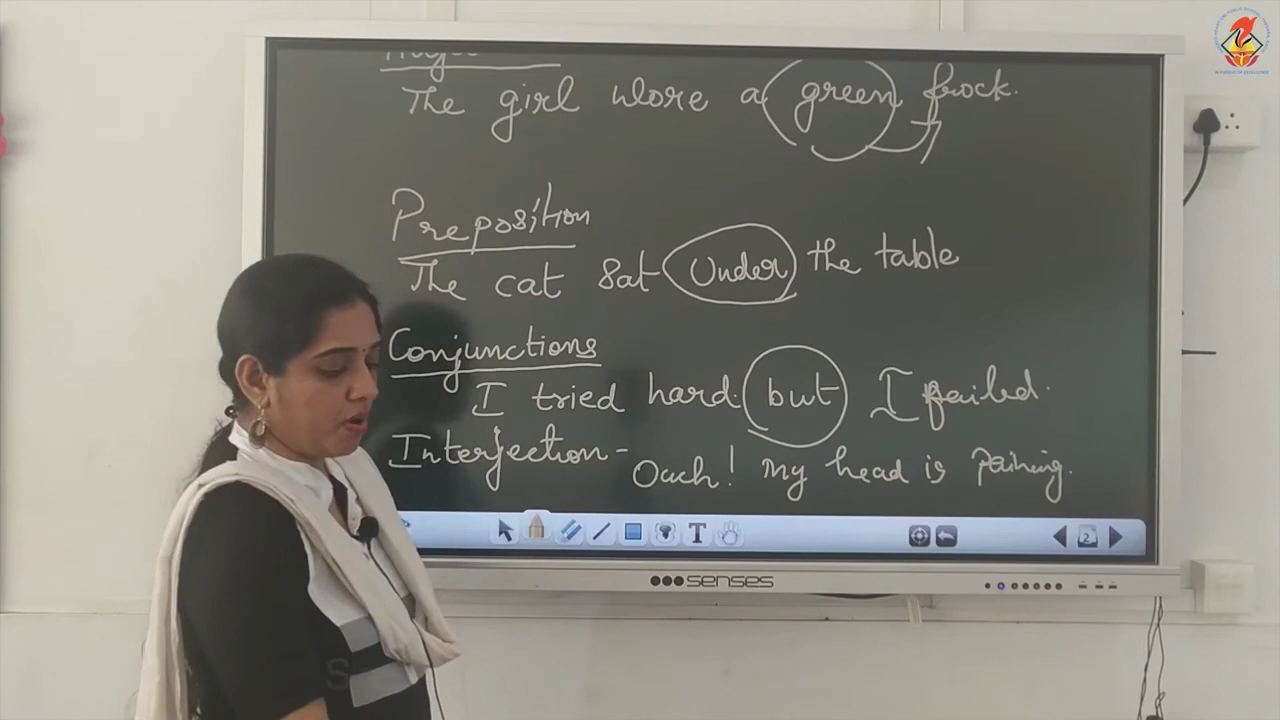 The girl wore a green frock.
Preposition
The cat sat under the table
Conjunctions
I tried hard. but I failed.
Interjection - Ouch! My head is paining.
T
2
senses